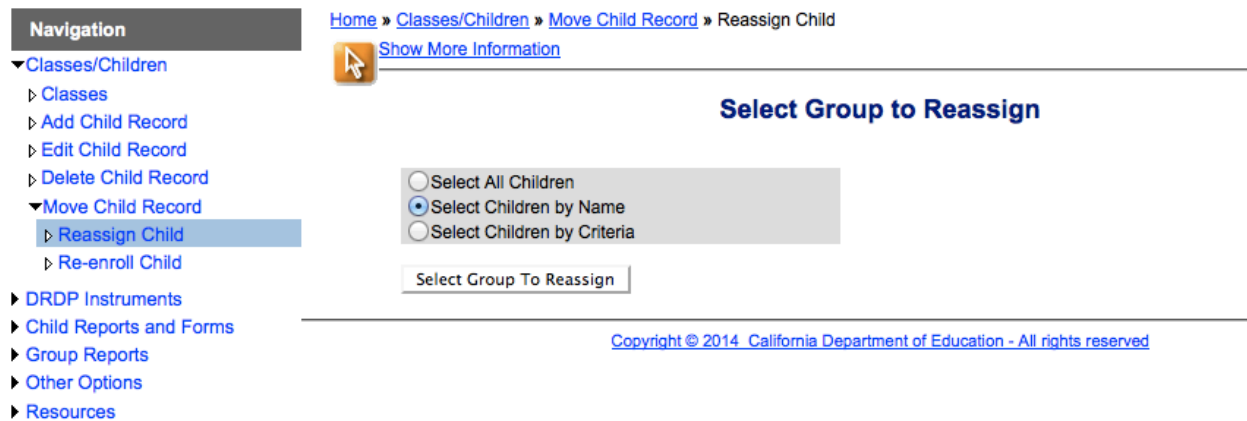 Navigation
Classes/Children
Classes
Add Child Record
Edit Child Record
Delete Child Record
Move Child Record
Reassign Child
Re-enroll Child
DRDP Instruments
Child Reports and Forms
Group Reports
Other Options
Resources
Home » Classes/Children » Move Child Record » Reassign Child
Show More Information
Select Group to Reassign
Select All Children
Select Children by Name
Select Children by Criteria
Select Group To Reassign
Copyright © 2014 California Department of Education - All rights reserved